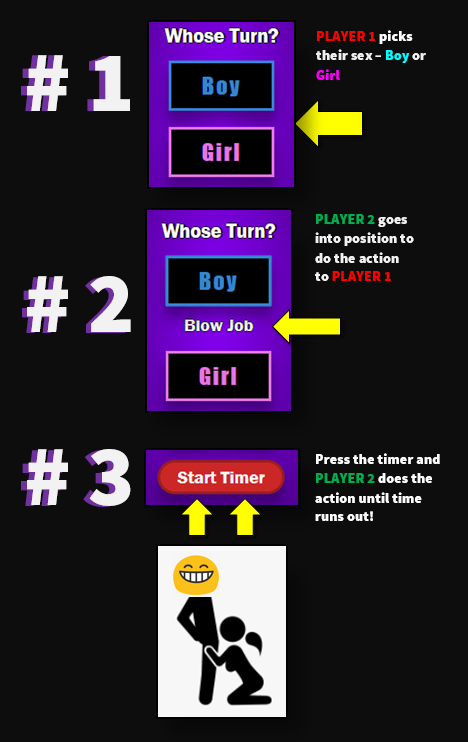 # 1
Whose Turn?
Boy
Girl
PLAYER 1 picks
their sex – Boy or
Girl
# 2
Whose Turn?
Boy
Blow Job
Girl
PLAYER 2 goes
into position to
do the action
to PLAYER 1
# 3
Start Timer
Press the timer and
PLAYER 2 does the
action until time
runs out!